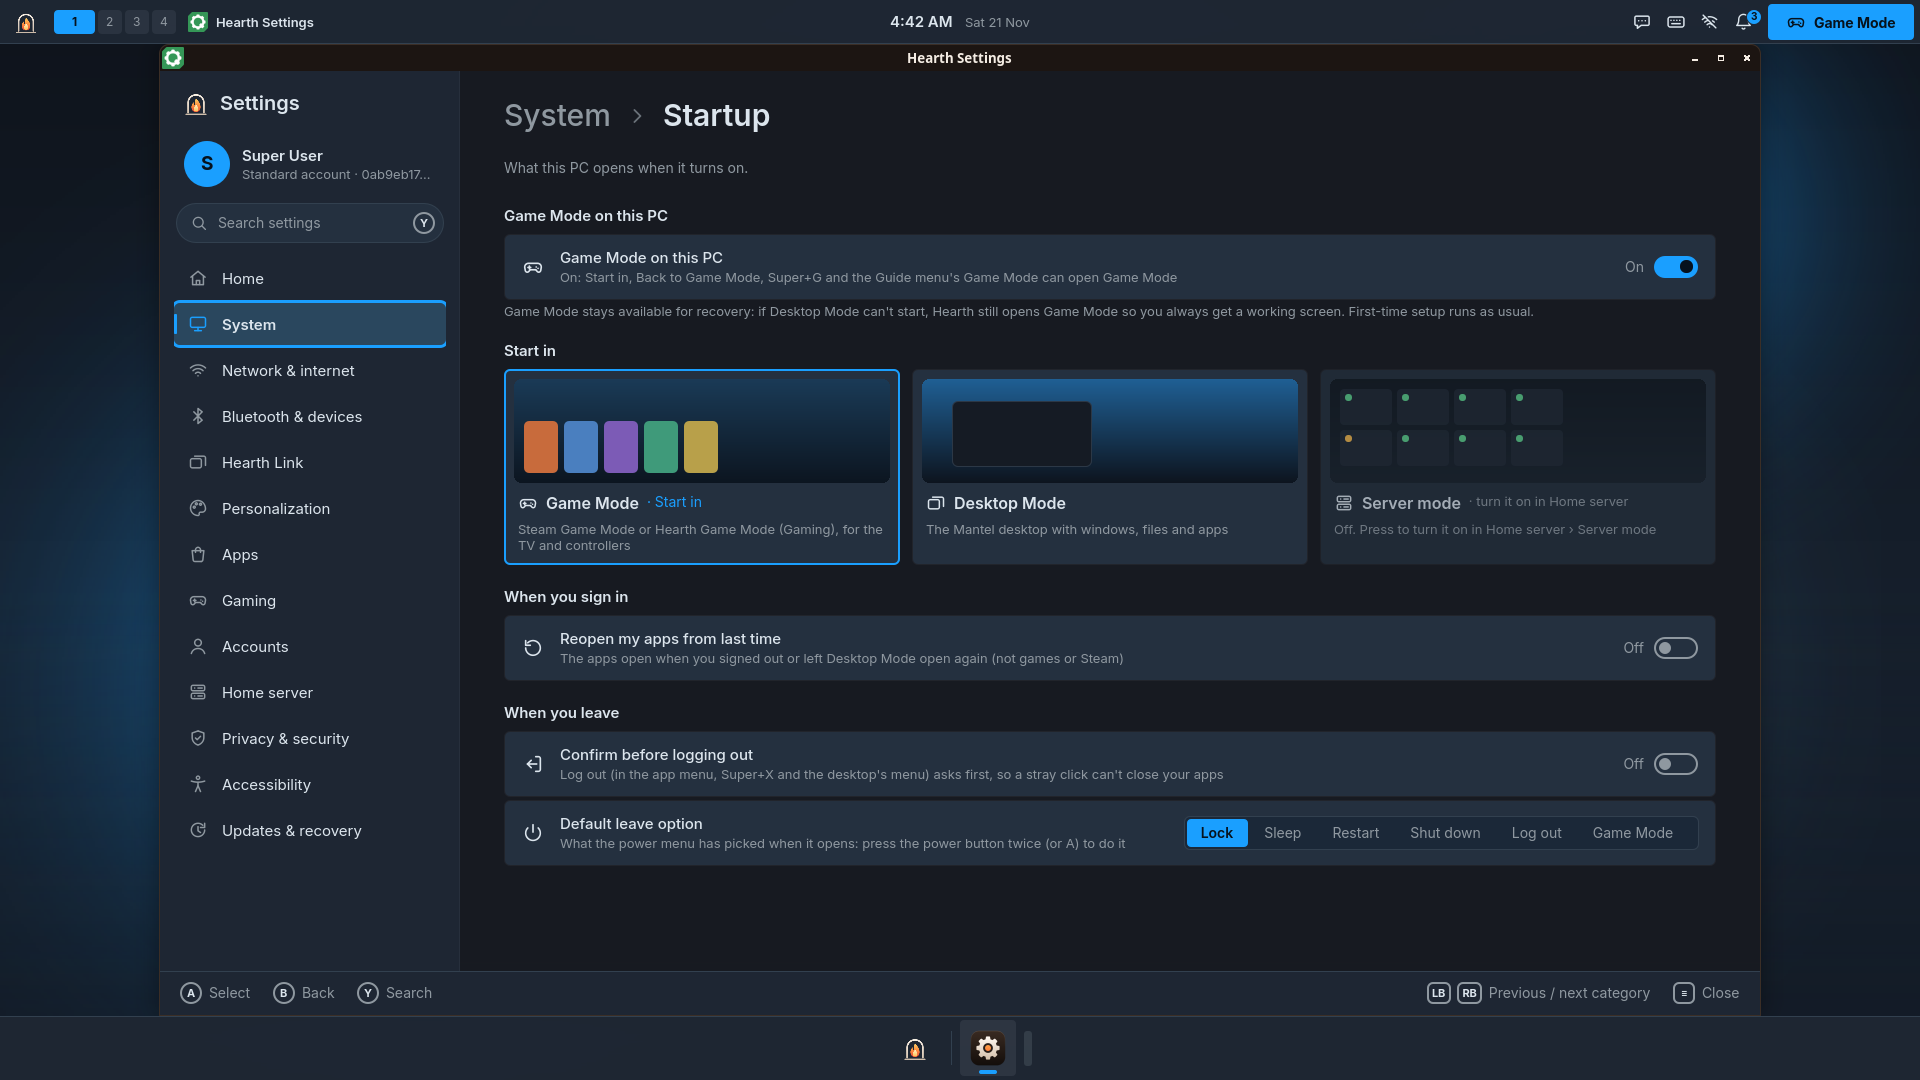 1
2
3
4
Hearth Settings
4:42 AM Sat 21 Nov
3
Game Mode
Hearth Settings
Settings
S
Super User
Standard account · 0ab9eb17...
Search settings
Y
Home
System
Network & internet
Bluetooth & devices
Hearth Link
Personalization
Apps
Gaming
Accounts
Home server
Privacy & security
Accessibility
Updates & recovery
System > Startup
What this PC opens when it turns on.
Game Mode on this PC
Game Mode on this PC
On: Start in, Back to Game Mode, Super+G and the Guide menu's Game Mode can open Game Mode
On
Game Mode stays available for recovery: if Desktop Mode can't start, Hearth still opens Game Mode so you always get a working screen. First-time setup runs as usual.
Start in
Game Mode · Start in
Steam Game Mode or Hearth Game Mode (Gaming), for the
TV and controllers
Desktop Mode
The Mantel desktop with windows, files and apps
Server mode · turn it on in Home server
Off. Press to turn it on in Home server › Server mode
When you sign in
Reopen my apps from last time
The apps open when you signed out or left Desktop Mode open again (not games or Steam)
Off
When you leave
Confirm before logging out
Log out (in the app menu, Super+X and the desktop's menu) asks first, so a stray click can't close your apps
Off
Default leave option
What the power menu has picked when it opens: press the power button twice (or A) to do it
Lock Sleep Restart Shut down Log out Game Mode
A Select B Back Y Search
LB RB Previous / next category ≡ Close